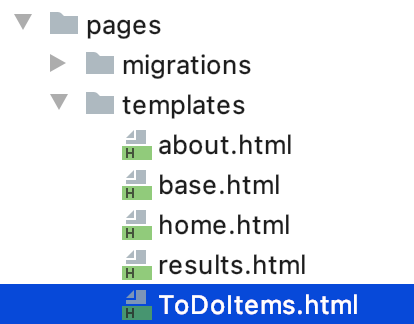 pages
migrations
templates
H about.html
H base.html
H home.html
H results.html
H ToDoItems.html